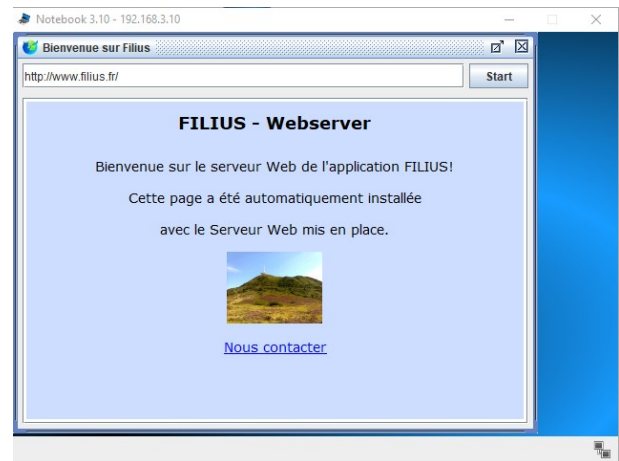 Notebook 3.10 - 192.168.3.10
Bienvenue sur Filius
http://www.filius.fr/
Start
FILIUS - Webserver
Bienvenue sur le serveur Web de l'application FILIUS!
Cette page a été automatiquement installée
avec le Serveur Web mis en place.
Nous contacter